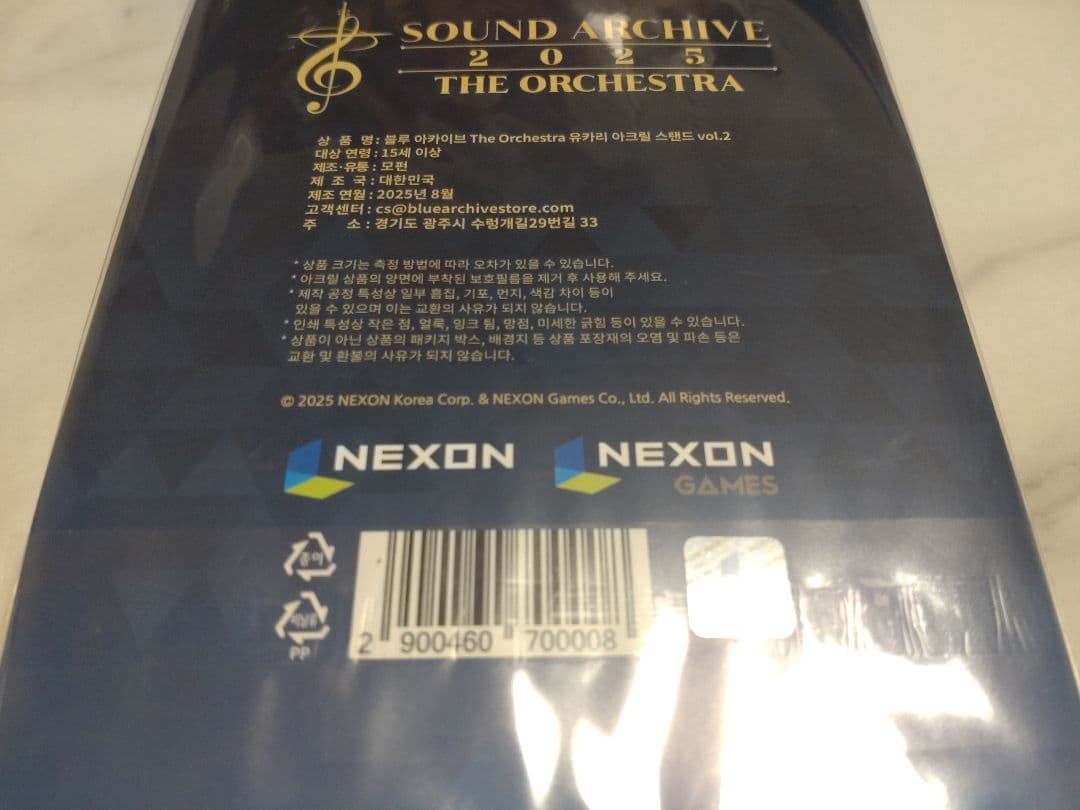 SOUND ARCHIVE
2 0 2 5
THE ORCHESTRA
상 품 명 : 블루 아카이브 The Orchestra 유카리 아크릴 스탠드 vol.2
대상 연령 : 15세 이상
제조·유통 : 모펀
제 조 국 : 대한민국
제조 연월 : 2025년 8월
고객센터 : cs@bluearchivestore.com
주 소 : 경기도 광주시 수렁개길29번길 33
* 상품 크기는 측정 방법에 따라 오차가 있을 수 있습니다.
* 아크릴 상품의 양면에 부착된 보호필름을 제거 후 사용해 주세요.
* 제작 공정 특성상 일부 흠집, 기포, 먼지, 색감 차이 등이
있을 수 있으며 이는 교환의 사유가 되지 않습니다.
* 인쇄 특성상 작은 점, 얼룩, 잉크 튐, 망점, 미세한 긁힘 등이 있을 수 있습니다.
* 상품이 아닌 상품의 패키지 박스, 배경지 등 상품 포장재의 오염 및 파손 등은
교환 및 환불의 사유가 되지 않습니다.
© 2025 NEXON Korea Corp. & NEXON Games Co., Ltd. All Rights Reserved.
NEXON
NEXON
GAMES
종이
비닐류
PP
2 900460 700008